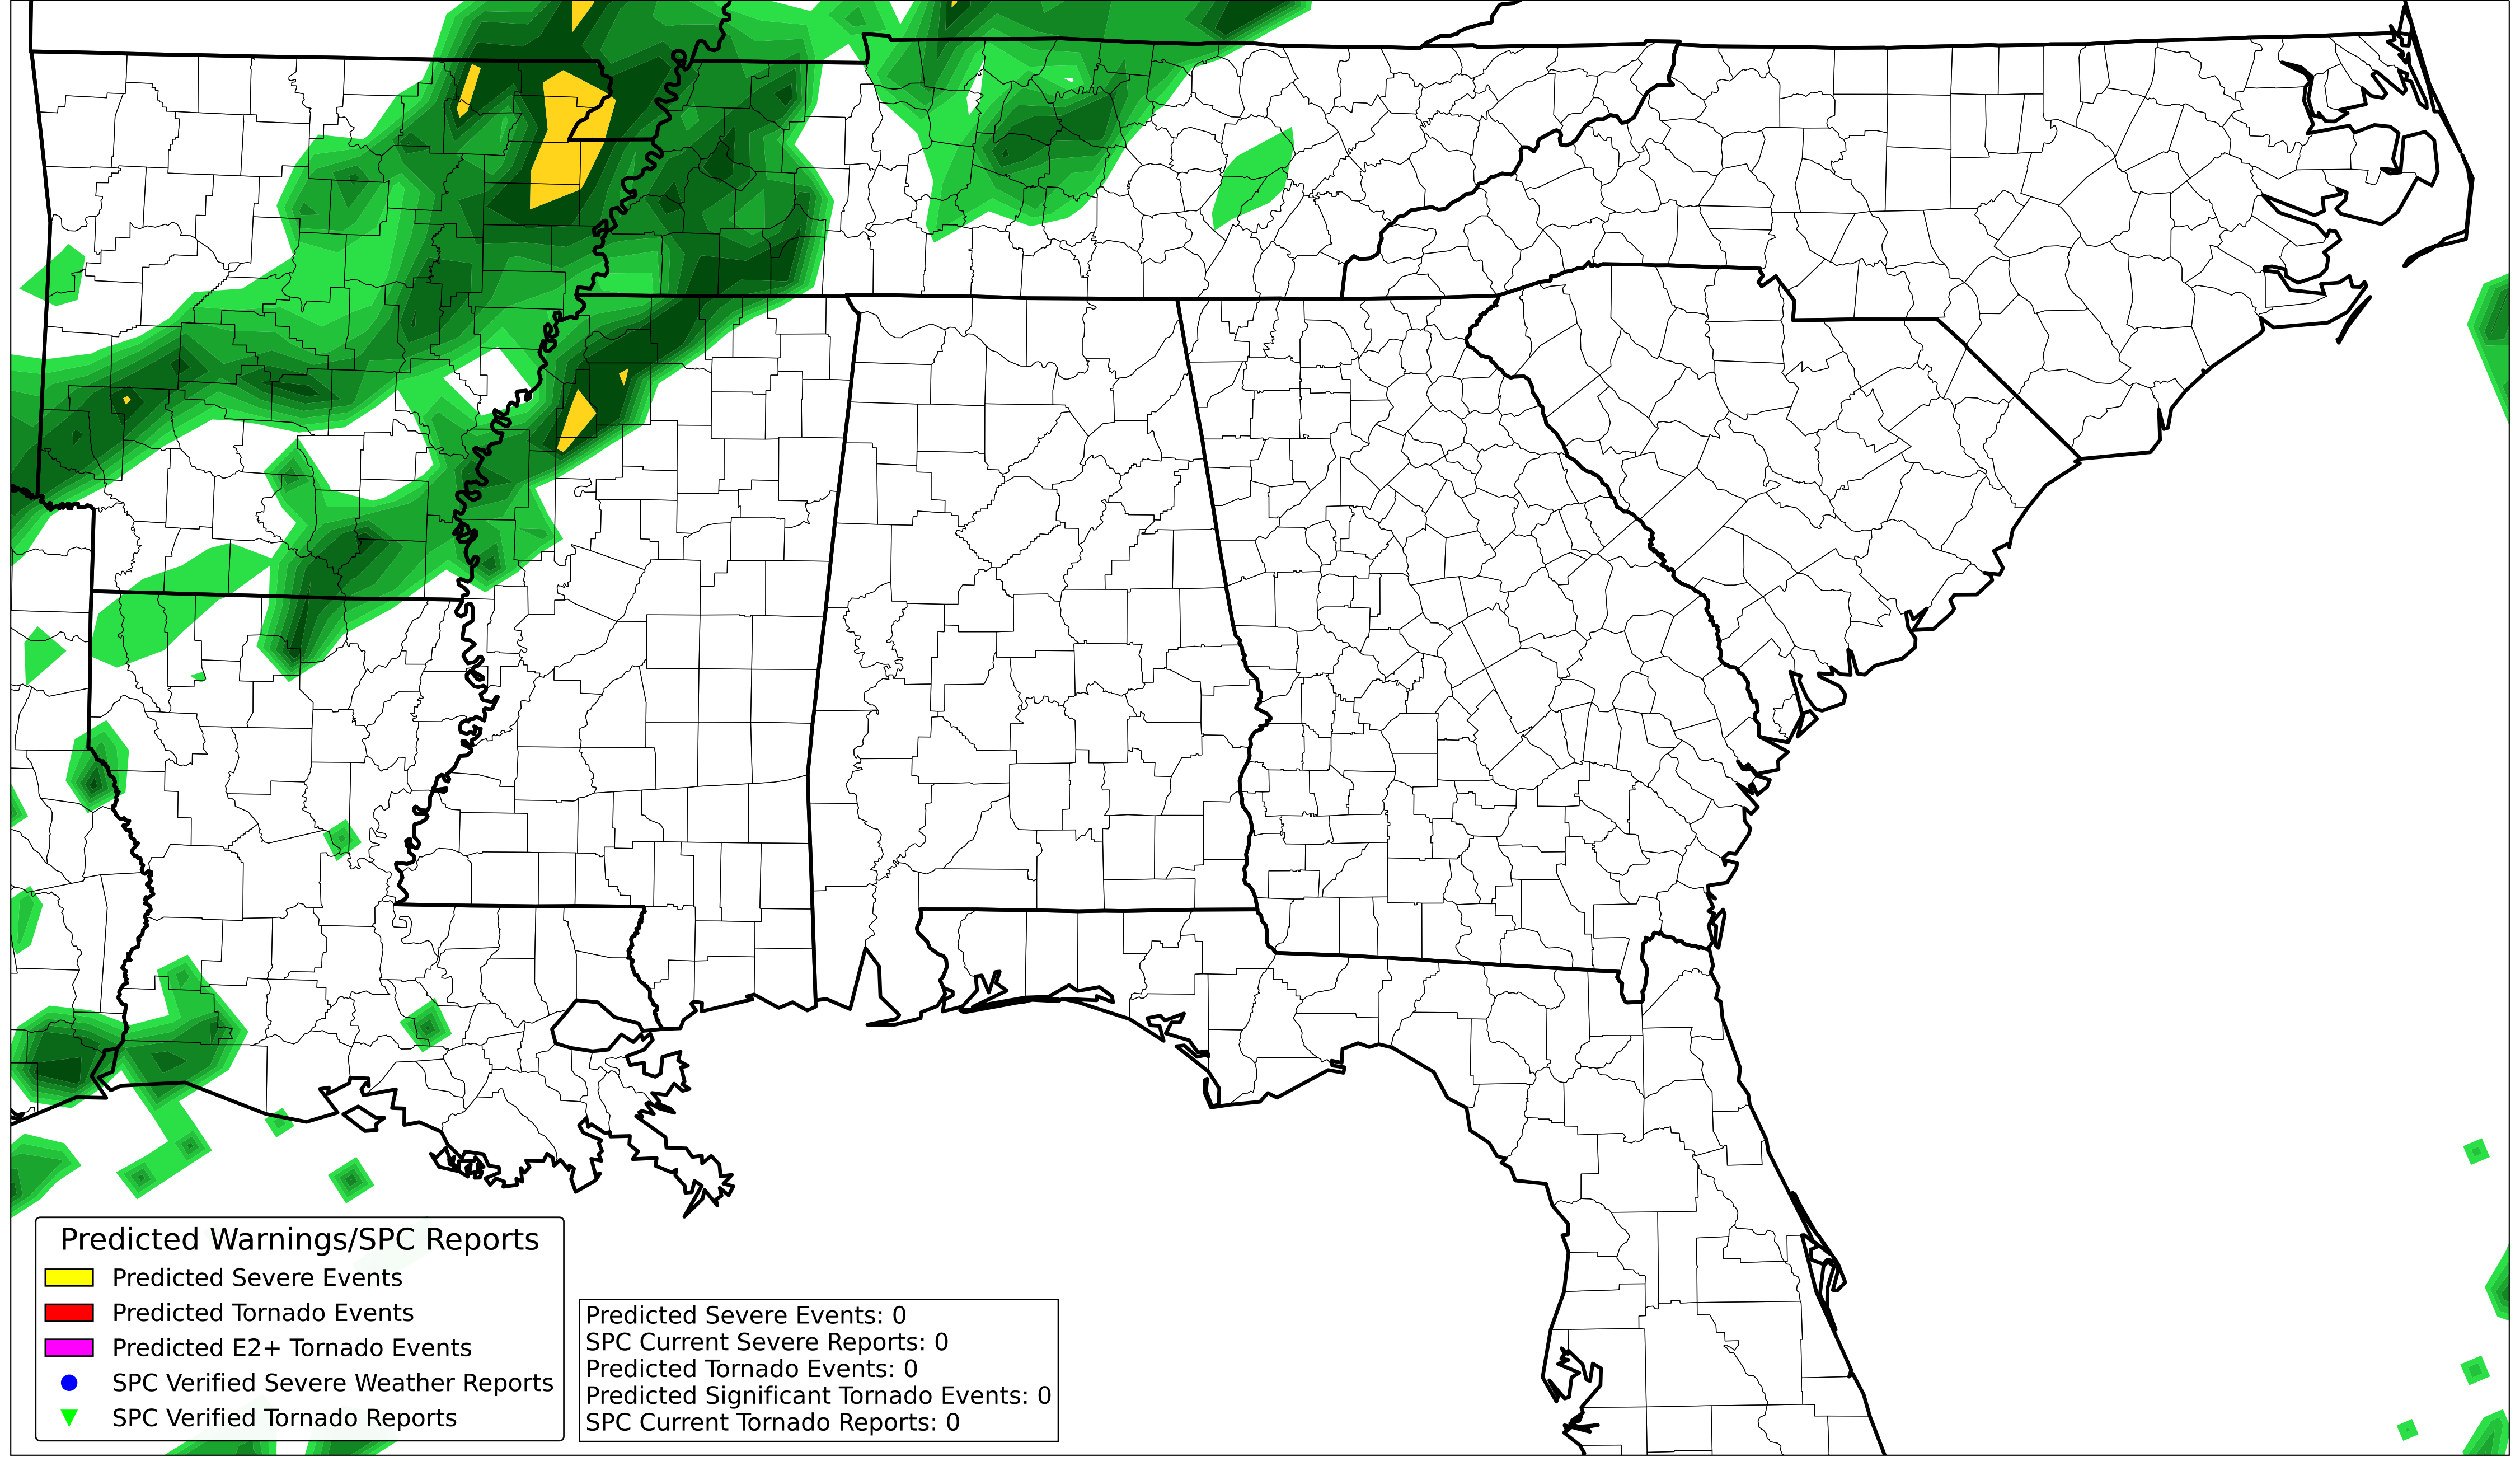 Predicted Warnings/SPC Reports
Predicted Severe Events
Predicted Tornado Events
Predicted E2+ Tornado Events
SPC Verified Severe Weather Reports
SPC Verified Tornado Reports
Predicted Severe Events: 0
SPC Current Severe Reports: 0
Predicted Tornado Events: 0
Predicted Significant Tornado Events: 0
SPC Current Tornado Reports: 0